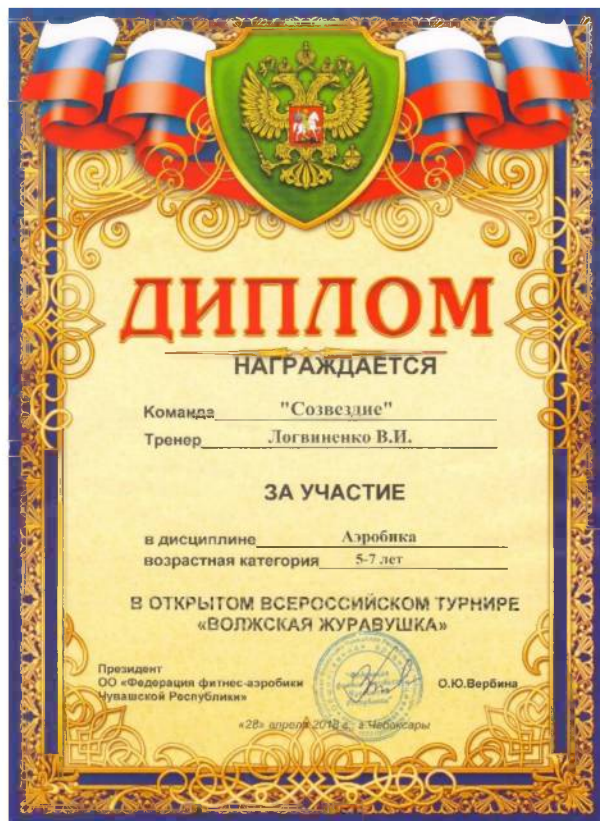 ДИПЛОМ
НАГРАЖДАЕТСЯ
Команда "Созвездие"
Тренер Логвиненко В.И.
ЗА УЧАСТИЕ
в дисциплине Аэробика
возрастная категория 5-7 лет
В ОТКРЫТОМ ВСЕРОССИЙСКОМ ТУРНИРЕ
«ВОЛЖСКАЯ ЖУРАВУШКА»
Президент
ОО «Федерация фитнес-аэробики О.Ю.Вербина
Чувашской Республики»
«28» апреля 2018 г., г.Чебоксары